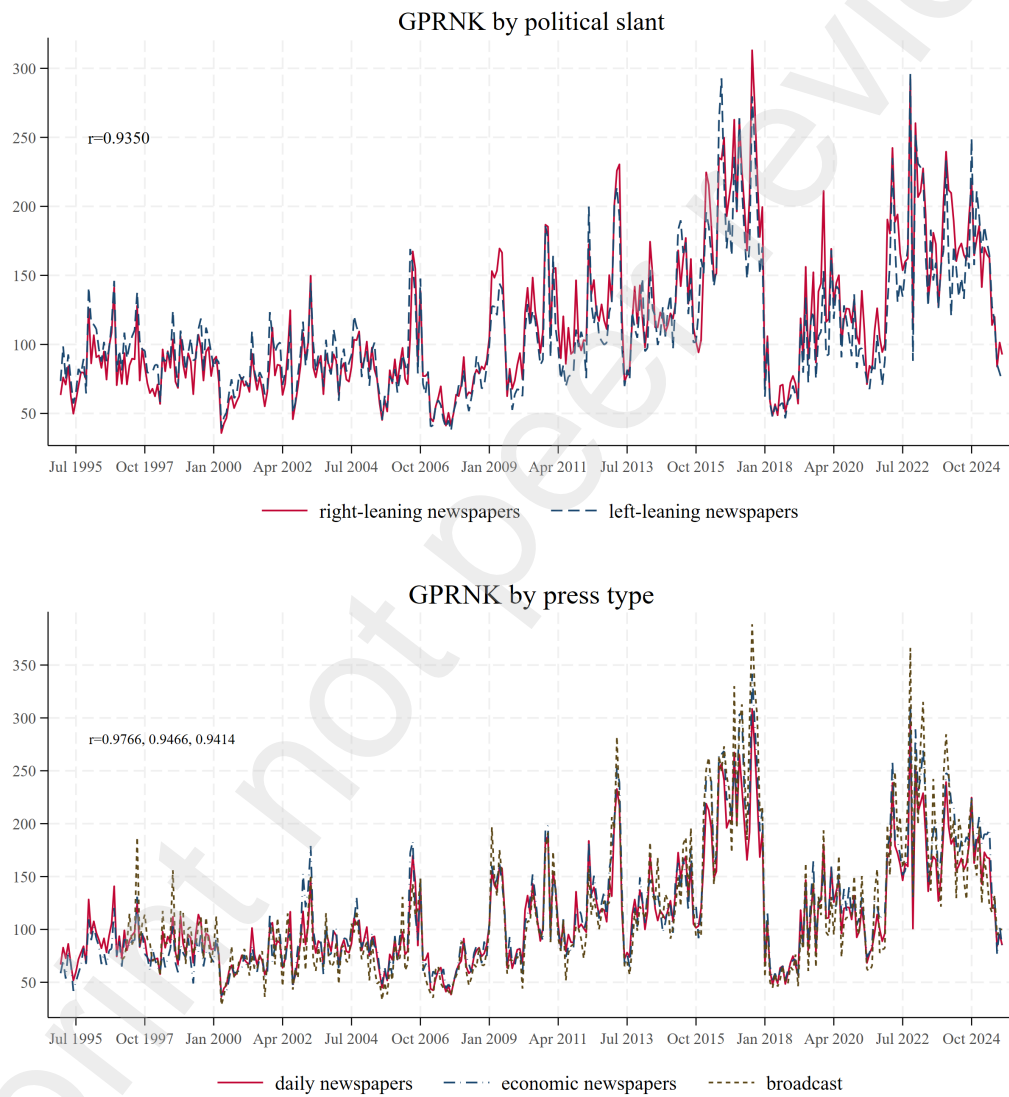 GPRNK by political slant
300
250
200
150
100
50
r=0.9350
Jul 1995 Oct 1997 Jan 2000 Apr 2002 Jul 2004 Oct 2006 Jan 2009 Apr 2011 Jul 2013 Oct 2015 Jan 2018 Apr 2020 Jul 2022 Oct 2024
right-leaning newspapers left-leaning newspapers
GPRNK by press type
350
300
250
200
150
100
50
r=0.9766, 0.9466, 0.9414
Jul 1995 Oct 1997 Jan 2000 Apr 2002 Jul 2004 Oct 2006 Jan 2009 Apr 2011 Jul 2013 Oct 2015 Jan 2018 Apr 2020 Jul 2022 Oct 2024
daily newspapers economic newspapers broadcast
print not peer review